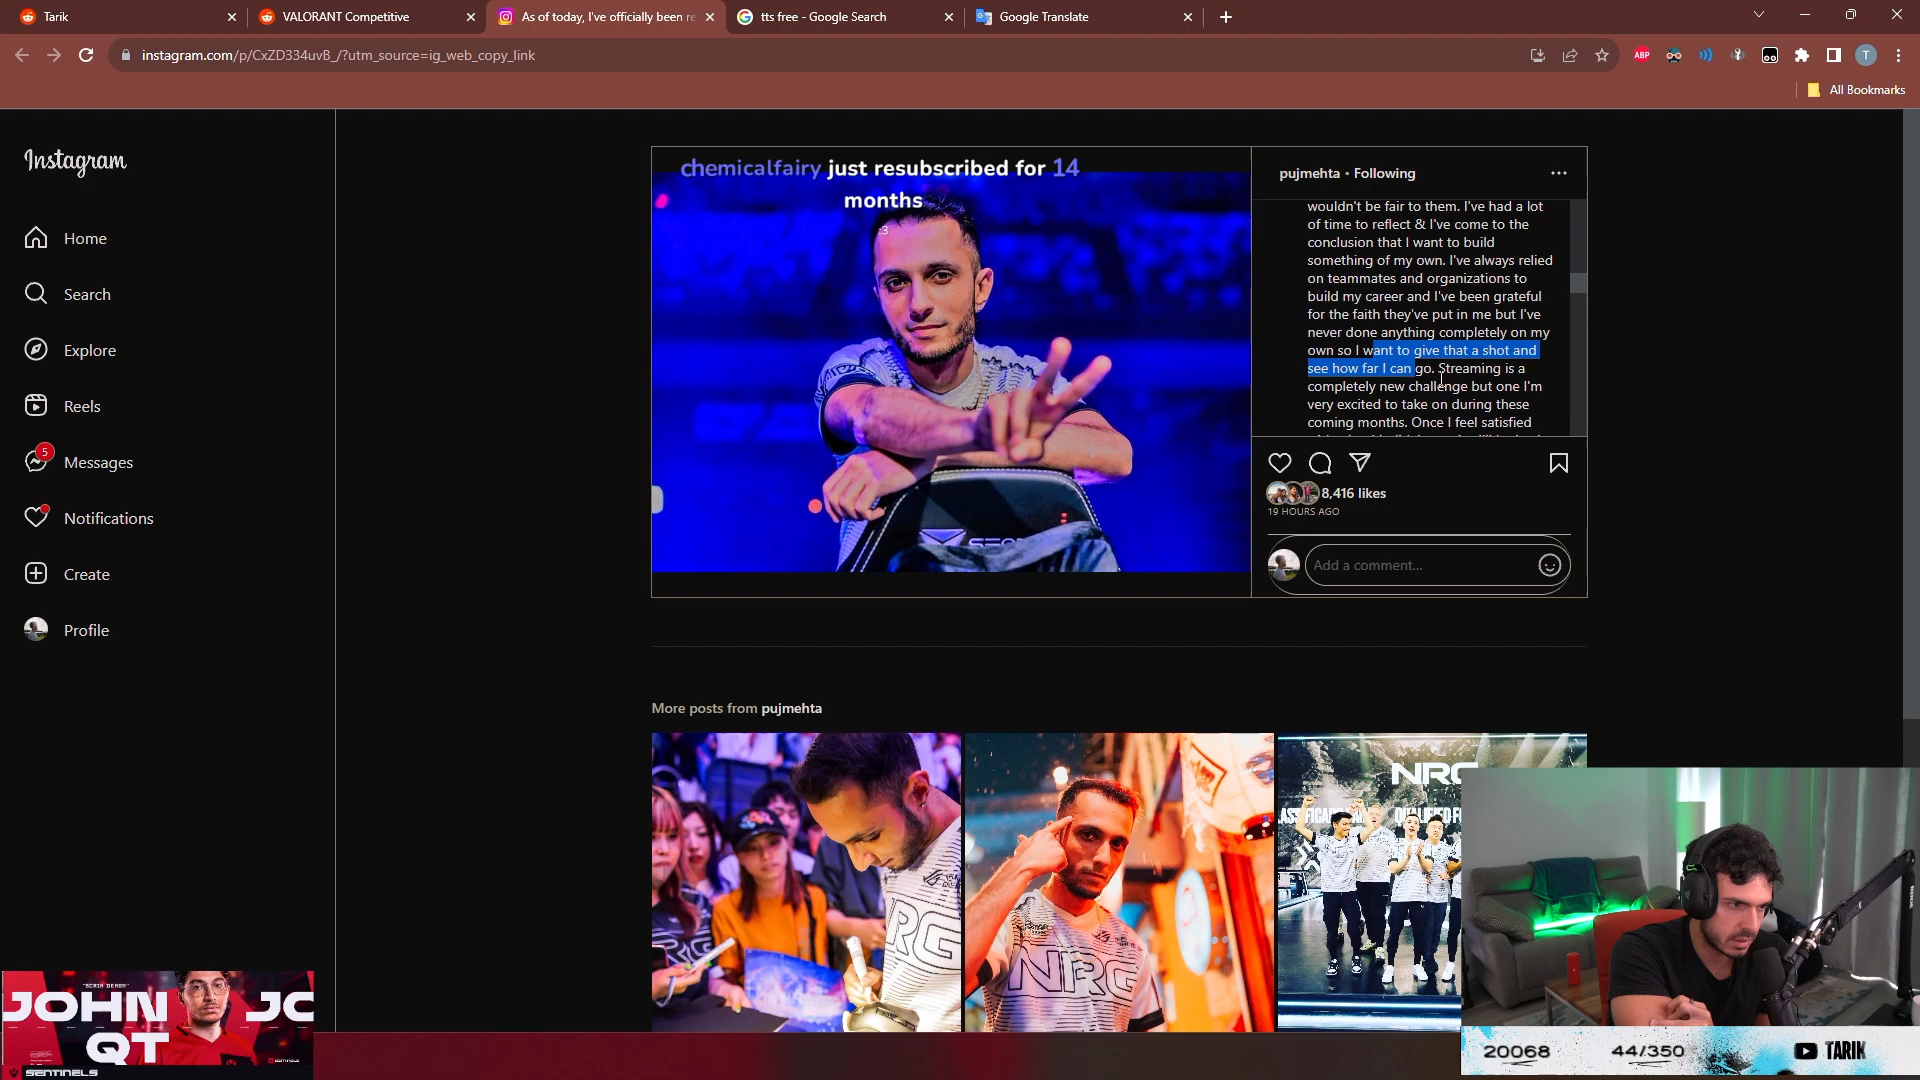 Tarik
VALORANT Competitive
As of today, I've officially been re
tts free - Google Search
Google Translate
instagram.com/p/CxZD334uvB_/?utm_source=ig_web_copy_link
ABP
T
All Bookmarks
Instagram
Home
Search
Explore
Reels
5
Messages
Notifications
Create
Profile
chemicalfairy just resubscribed for 14
months
:3
pujmehta • Following
wouldn't be fair to them. I've had a lot
of time to reflect & I've come to the
conclusion that I want to build
something of my own. I've always relied
on teammates and organizations to
build my career and I've been grateful
for the faith they've put in me but I've
never done anything completely on my
own so I want to give that a shot and
see how far I can go. Streaming is a
completely new challenge but one I'm
very excited to take on during these
coming months. Once I feel satisfied
8,416 likes
19 HOURS AGO
Add a comment...
More posts from pujmehta
NRG
NRG
NRG
JOHN
QT
JC
SENTINELS
20068
44/350
TARIK